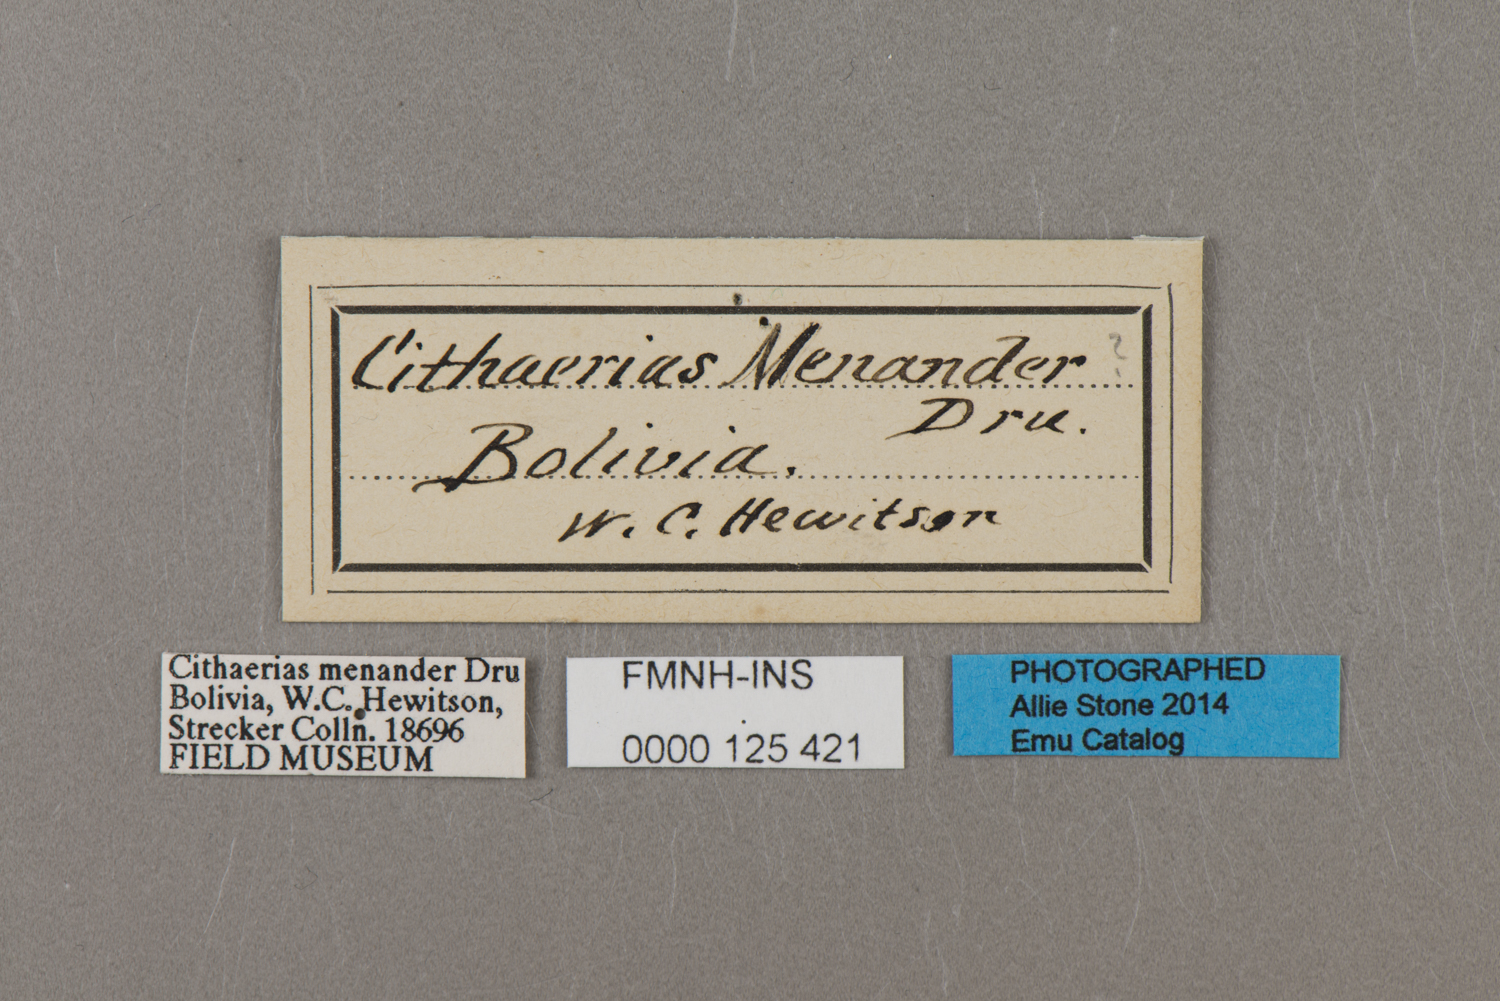 Cithaerias Menander ?
Dru.
Bolivia.
W. C. Hewitson
Cithaerias menander Dru
Bolivia, W.C. Hewitson,
Strecker Colln. 18696
FIELD MUSEUM
FMNH-INS
0000 125 421
PHOTOGRAPHED
Allie Stone 2014
Emu Catalog